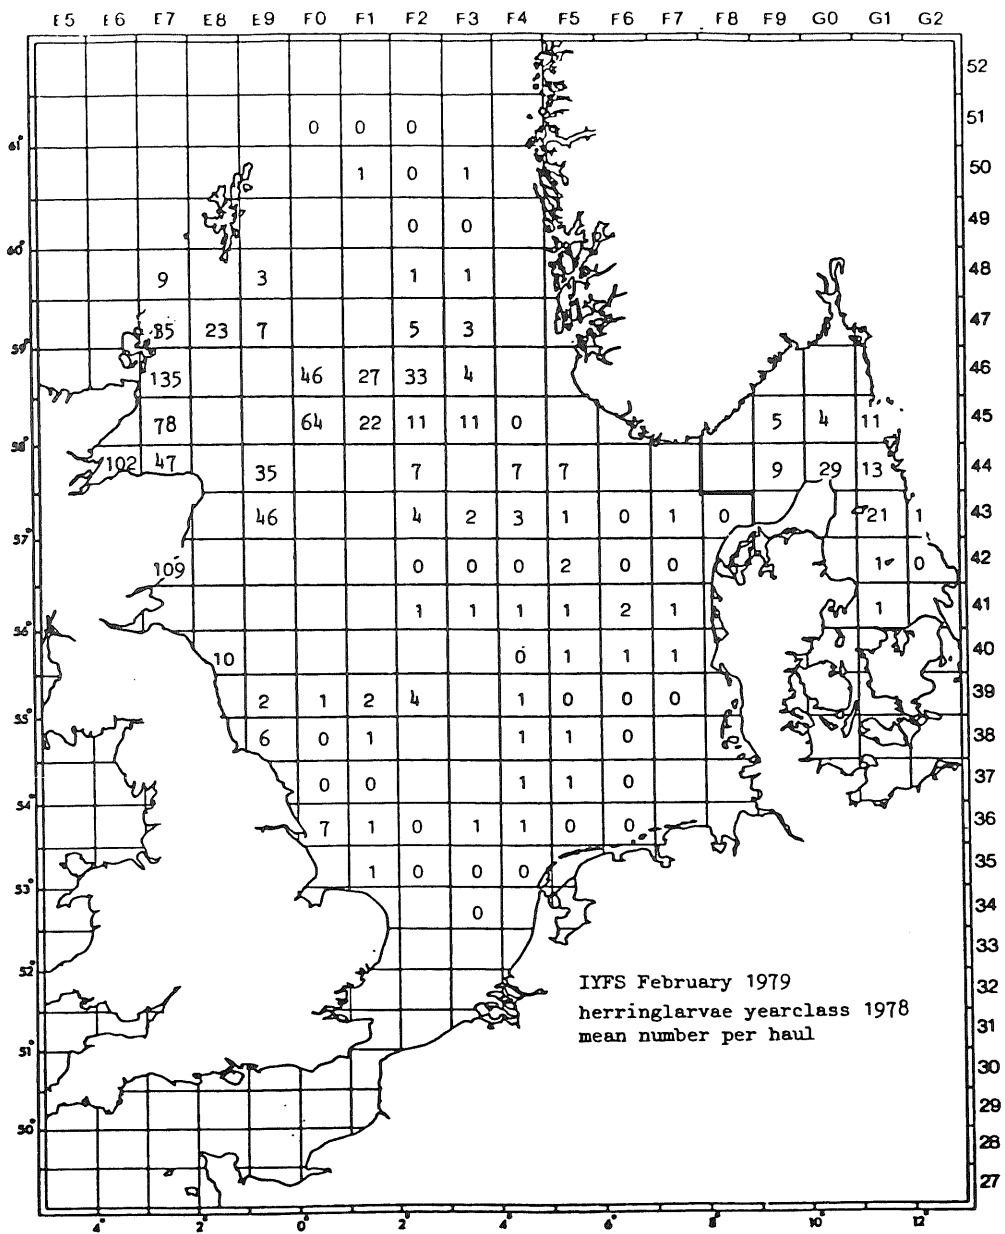 E5 E6 E7 E8 E9 F0 F1 F2 F3 F4 F5 F6 F7 F8 F9 G0 G1 G2
52
0 0 0 51
61°
1 0 1 50
0 0 49
60°
9 3 1 1 48
23 7 5 3 47
59°
135 46 27 33 4 46
78 64 22 11 11 0 5 4 11 45
58°
102 47 35 7 7 7 9 29 13 44
46 4 2 3 1 0 1 0 21 1 43
57°
109 0 0 0 2 0 0 1 0 42
1 1 1 1 2 1 1 41
56°
10 0 1 1 1 40
2 1 2 4 1 0 0 0 39
55°
6 0 1 1 1 0 38
0 0 1 1 0 37
54°
7 1 0 1 1 0 0 36
1 0 0 0 35
53°
0 34
33
52°
IYFS February 1979 32
herringlarvae yearclass 1978 31
mean number per haul
51°
30
29
50°
28
27
4° 2° 0° 2° 4° 6° 8° 10° 12°